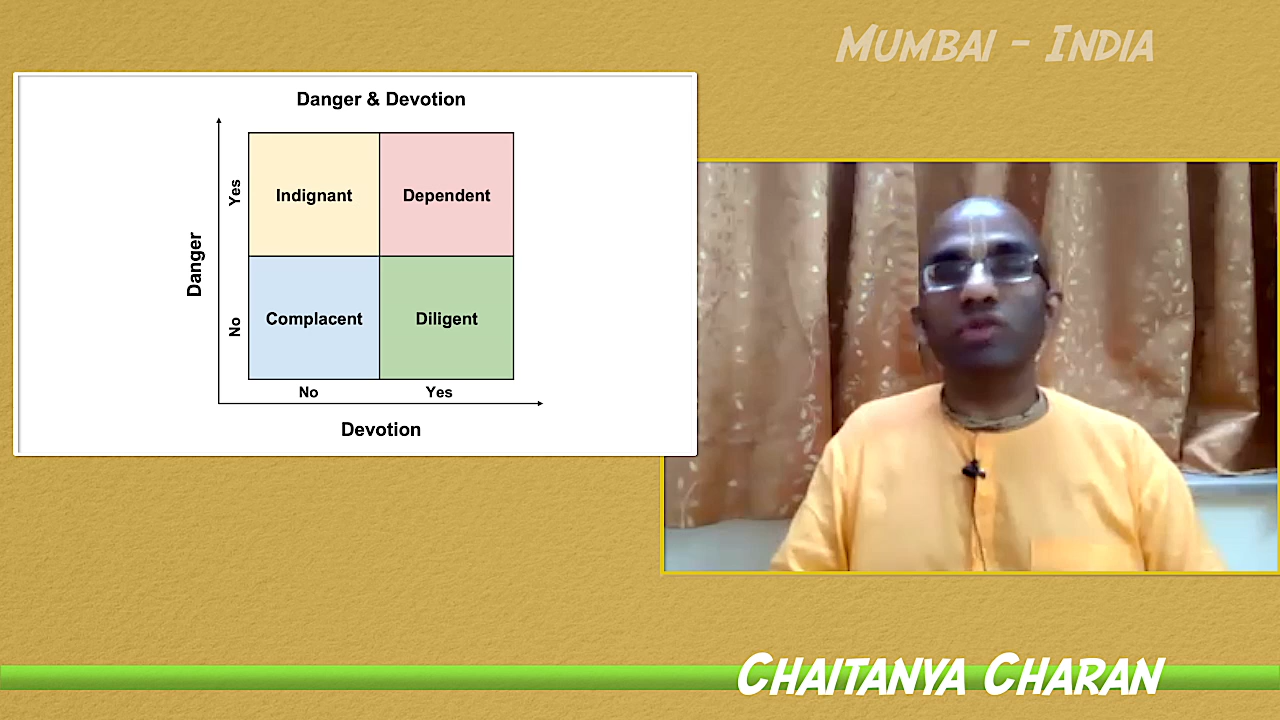 MUMBAI - INDIA
Danger & Devotion
Yes
Indignant
Dependent
Danger
No
Complacent
Diligent
No
Yes
Devotion
CHAITANYA CHARAN